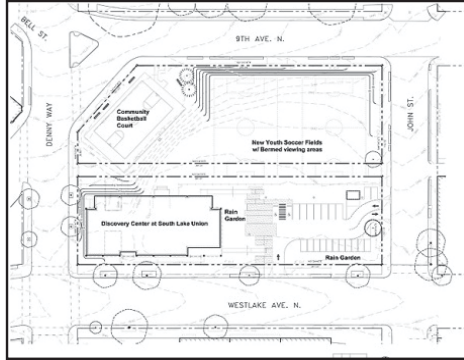 BELL ST.
9TH AVE. N.
DENNY WAY
JOHN ST.
Community
Basketball
Court
New Youth Soccer Fields
w/ Bermed viewing areas
Discovery Center at South Lake Union
Rain
Garden
Rain Garden
WESTLAKE AVE. N.